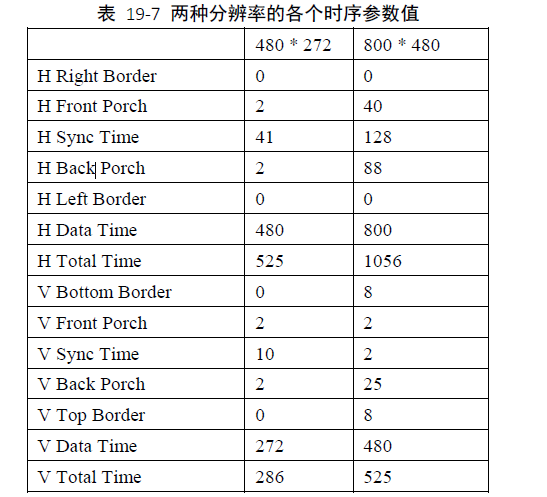 表 19-7 两种分辨率的各个时序参数值
480 * 272 800 * 480
H Right Border 0 0
H Front Porch 2 40
H Sync Time 41 128
H Back Porch 2 88
H Left Border 0 0
H Data Time 480 800
H Total Time 525 1056
V Bottom Border 0 8
V Front Porch 2 2
V Sync Time 10 2
V Back Porch 2 25
V Top Border 0 8
V Data Time 272 480
V Total Time 286 525